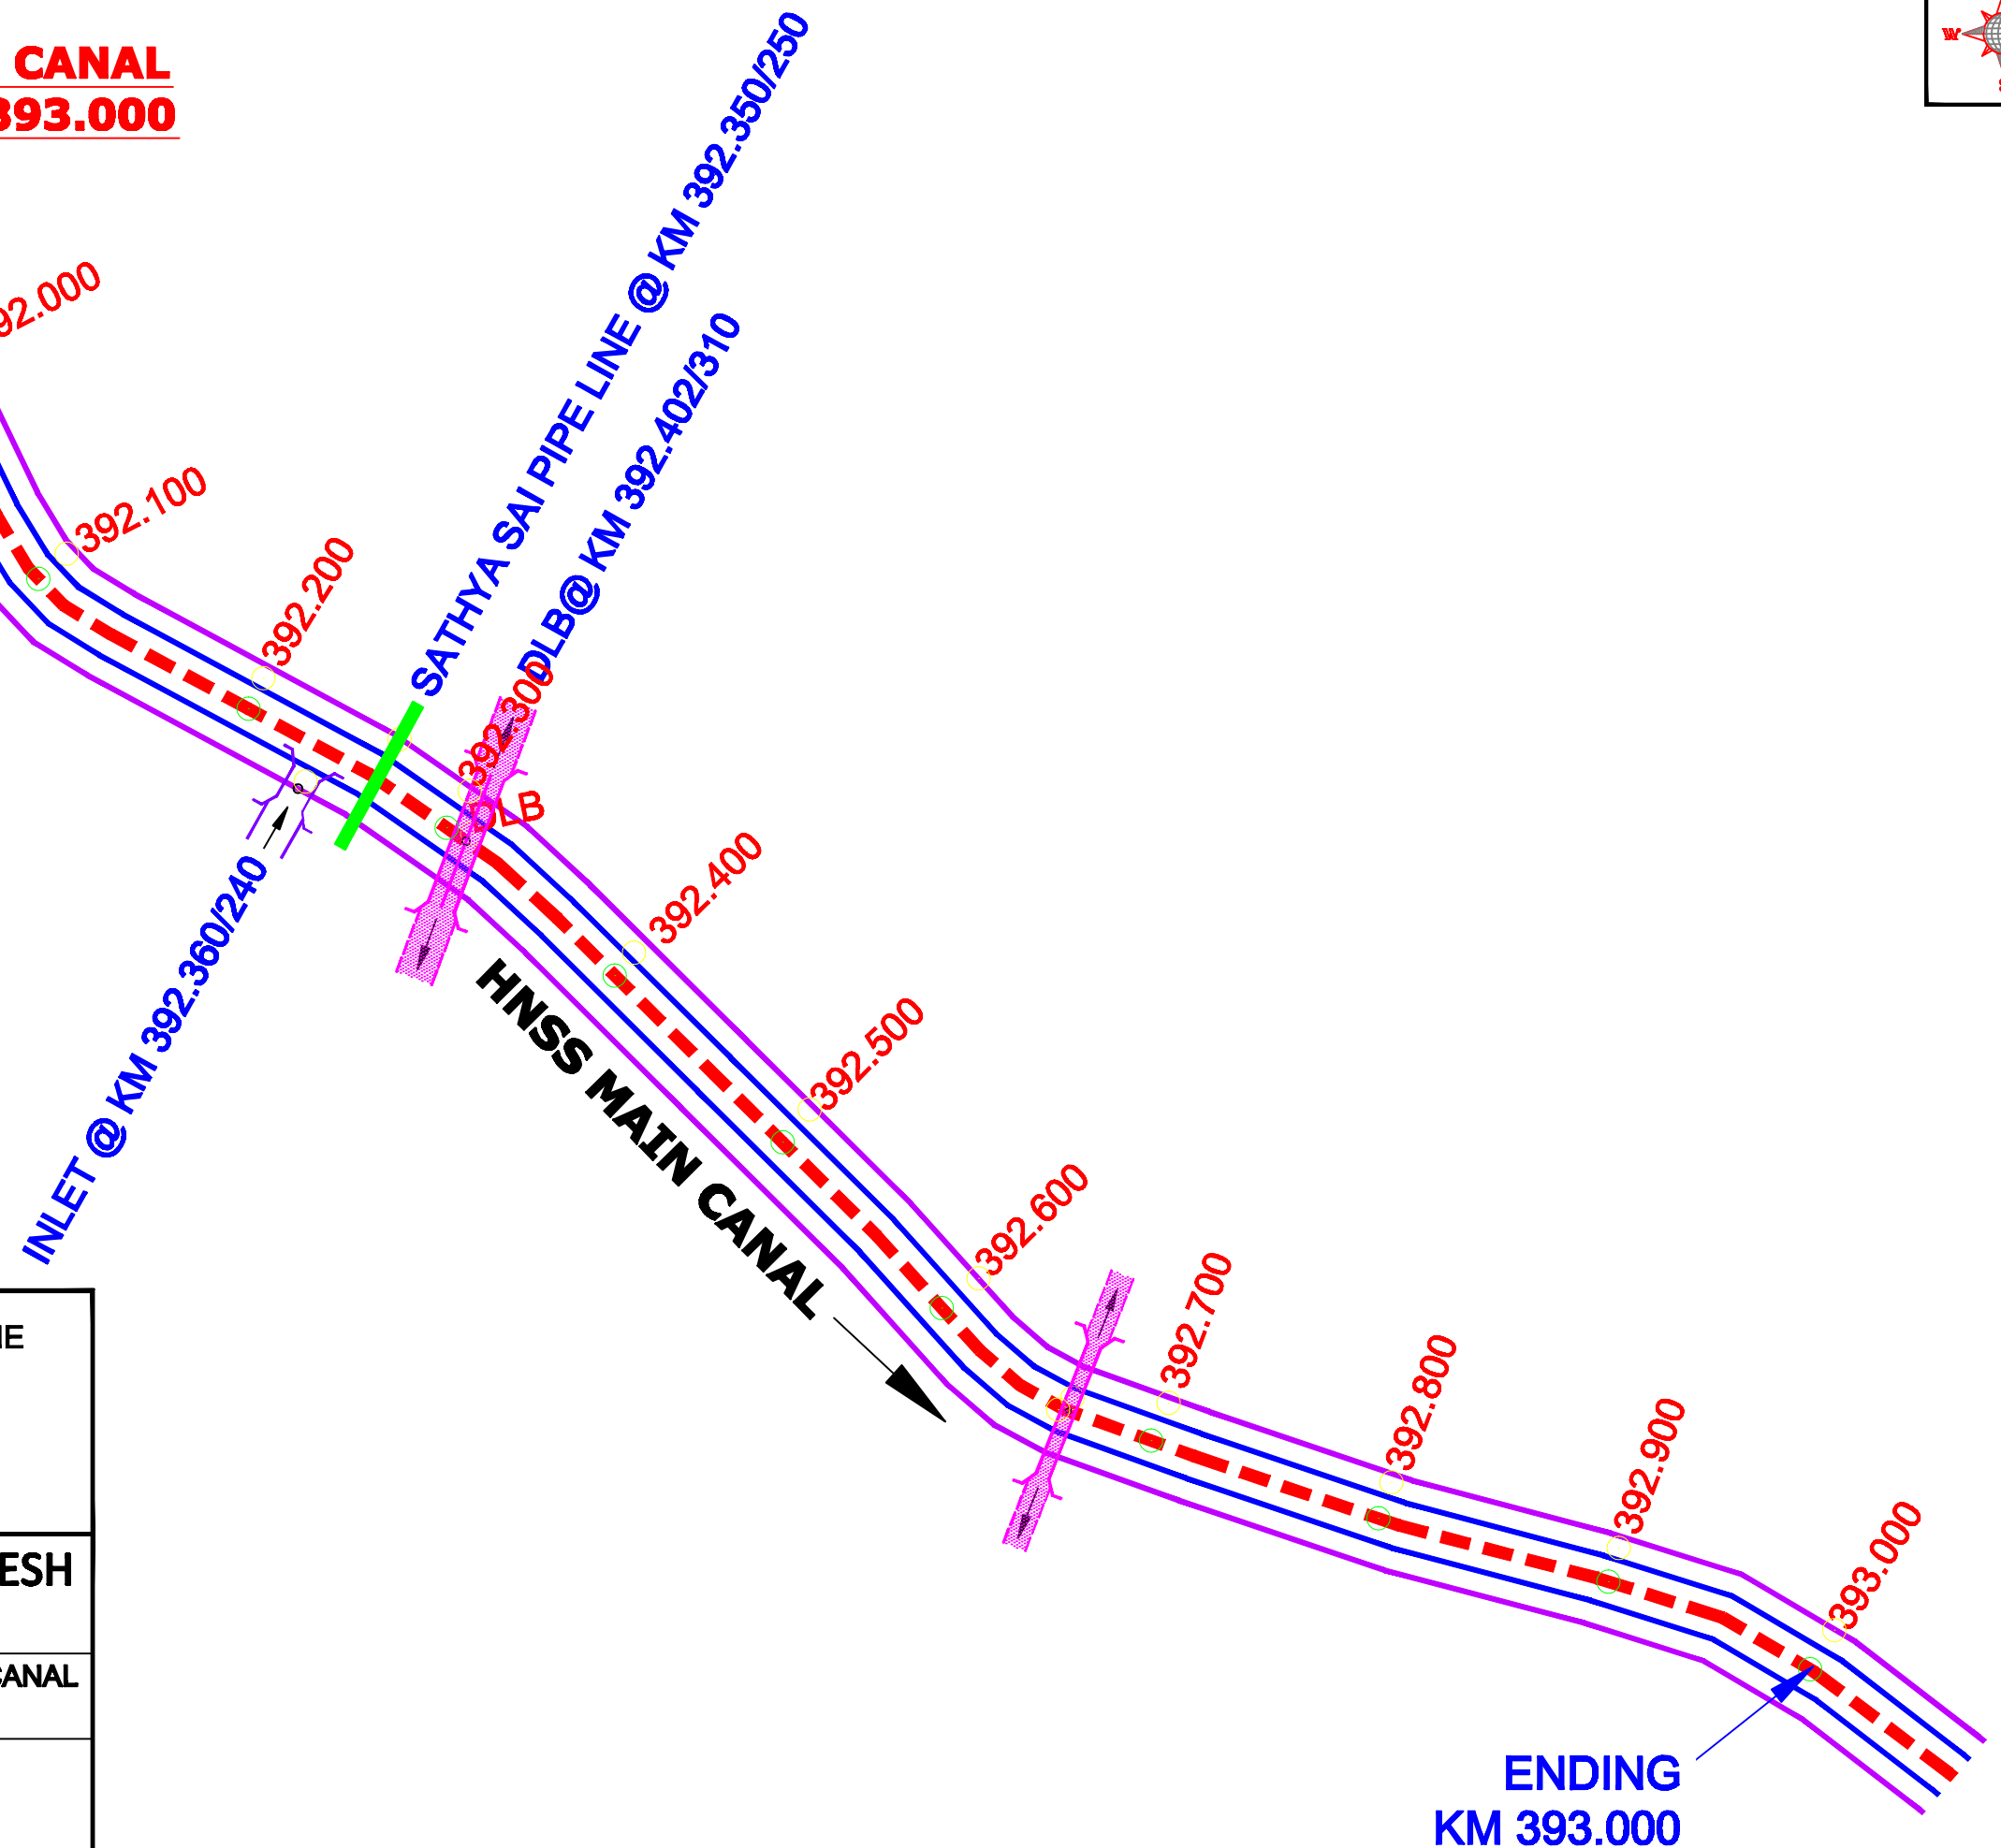 CANAL
393.000
W
92.000
392.100
392.200
SATHYA SAI PIPE LINE @ KM 392.350/250
DLB@ KM 392.402/310
392.300
DLB
INLET @ KM 392.360/240
392.400
HNSS MAIN CANAL
392.500
392.600
392.700
392.800
392.900
393.000
ENDING
KM 393.000
ESH
CANAL